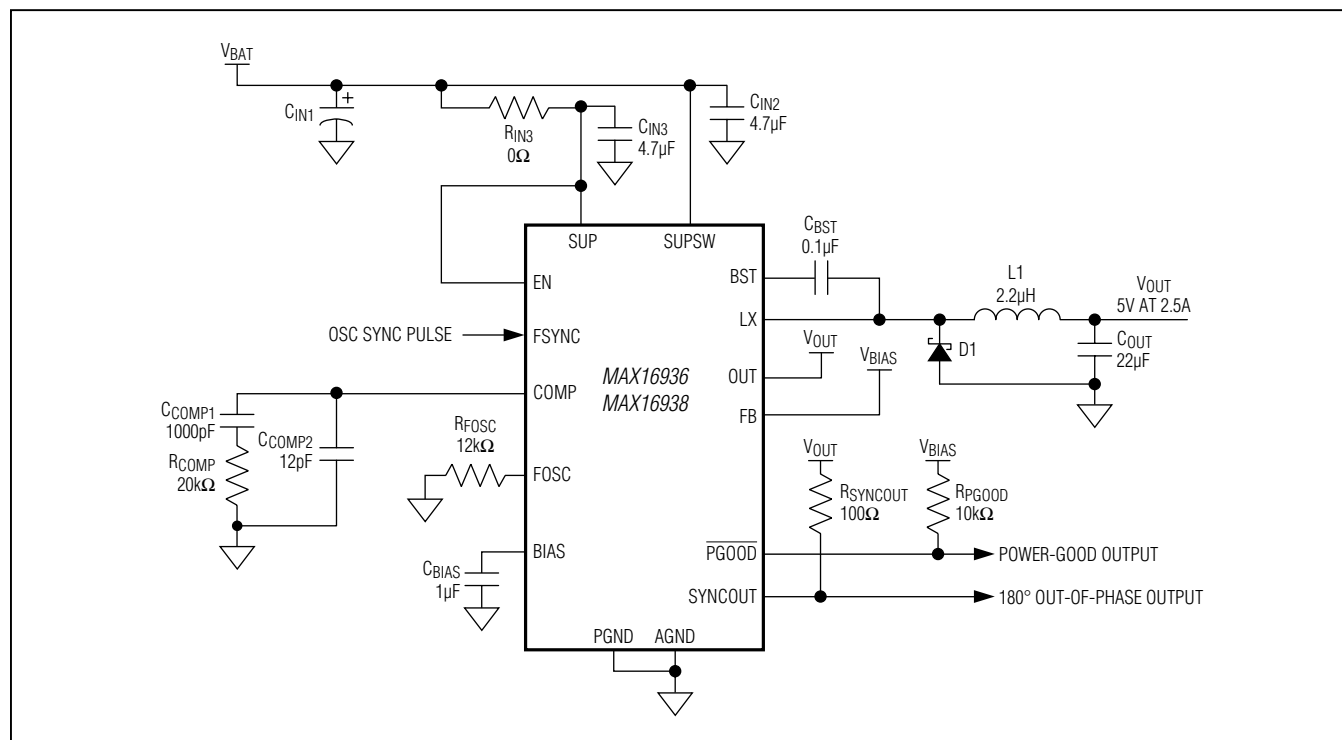 VBAT
CIN1
+
RIN3
0Ω
CIN3
4.7µF
CIN2
4.7µF
SUP
SUPSW
EN
OSC SYNC PULSE
FSYNC
COMP
CCOMP1
1000pF
RCOMP
20kΩ
CCOMP2
12pF
RFOSC
12kΩ
FOSC
BIAS
CBIAS
1µF
PGND
AGND
MAX16936
MAX16938
BST
CBST
0.1µF
LX
L1
2.2µH
VOUT
5V AT 2.5A
D1
COUT
22µF
OUT
VOUT
FB
VBIAS
VOUT
RSYNCOUT
100Ω
VBIAS
RPGOOD
10kΩ
PGOOD
POWER-GOOD OUTPUT
SYNCOUT
180° OUT-OF-PHASE OUTPUT